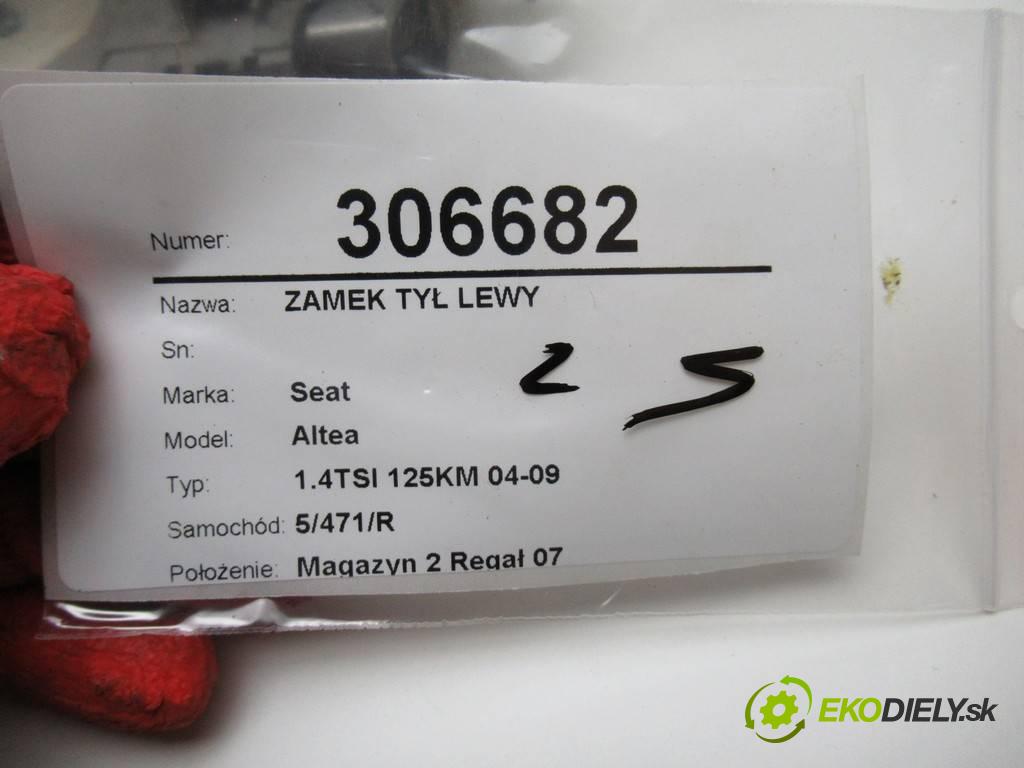 Numer: 306682
Nazwa: ZAMEK TYŁ LEWY
Sn:
Marka: Seat
Model: Altea
Typ: 1.4TSI 125KM 04-09
Samochód: 5/471/R
Położenie: Magazyn 2 Regał 07
2 5
EKODIELY.sk